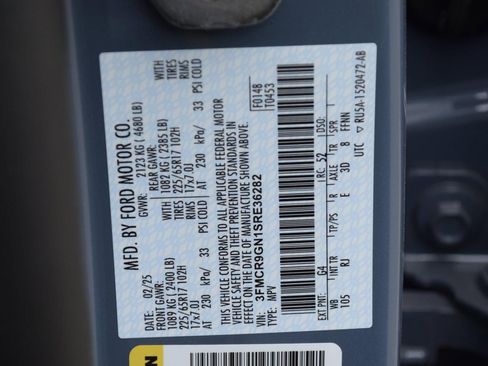 MFD. BY FORD MOTOR CO.
DATE: 02/25
GVWR: 2123 KG ( 4680 LB)
FRONT GAWR:
1089 KG ( 2400 LB)
225/65R17 102H
17x7.0J
AT 230 kPa/ 33 PSI COLD
WITH
TIRES
RIMS
REAR GAWR:
1082 KG ( 2385 LB)
225/65R17 102H
17x7.0J
AT 230 kPa/ 33 PSI COLD
WITH
TIRES
RIMS
THIS VEHICLE CONFORMS TO ALL APPLICABLE FEDERAL MOTOR
VEHICLE SAFETY AND THEFT PREVENTION STANDARDS IN
EFFECT ON THE DATE OF MANUFACTURE SHOWN ABOVE.
VIN: 3FMCR9GN1SRE36282
TYPE: MPV
F0148
T0453
EXT PNT: G4 RC: 52 DSO:
WB INT TR TP/PS R AXLE TR SPR
105 RJ E 3D 8 FFWN
UTC RU5A-1520472-AB